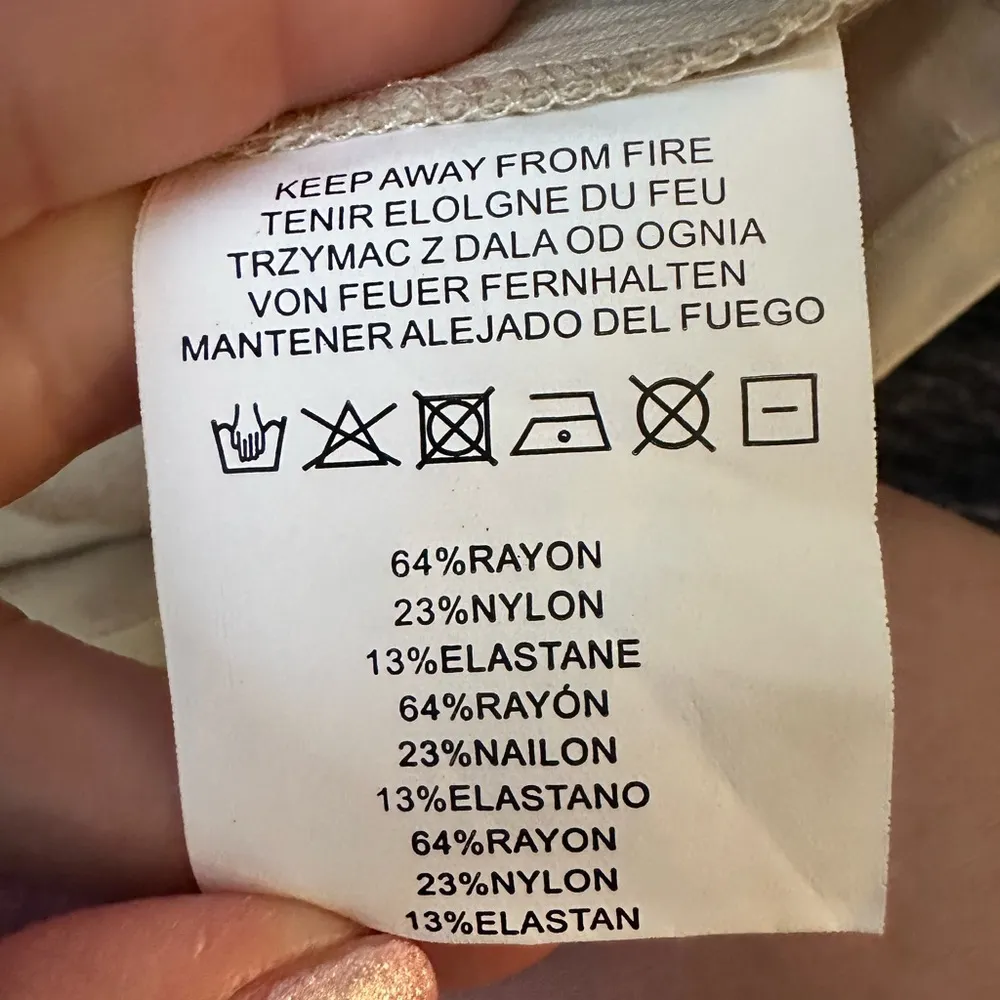 KEEP AWAY FROM FIRE
TENIR ELOLGNE DU FEU
TRZYMAC Z DALA OD OGNIA
VON FEUER FERNHALTEN
MANTENER ALEJADO DEL FUEGO
64%RAYON
23%NYLON
13%ELASTANE
64%RAYÓN
23%NAILON
13%ELASTANO
64%RAYON
23%NYLON
13%ELASTAN